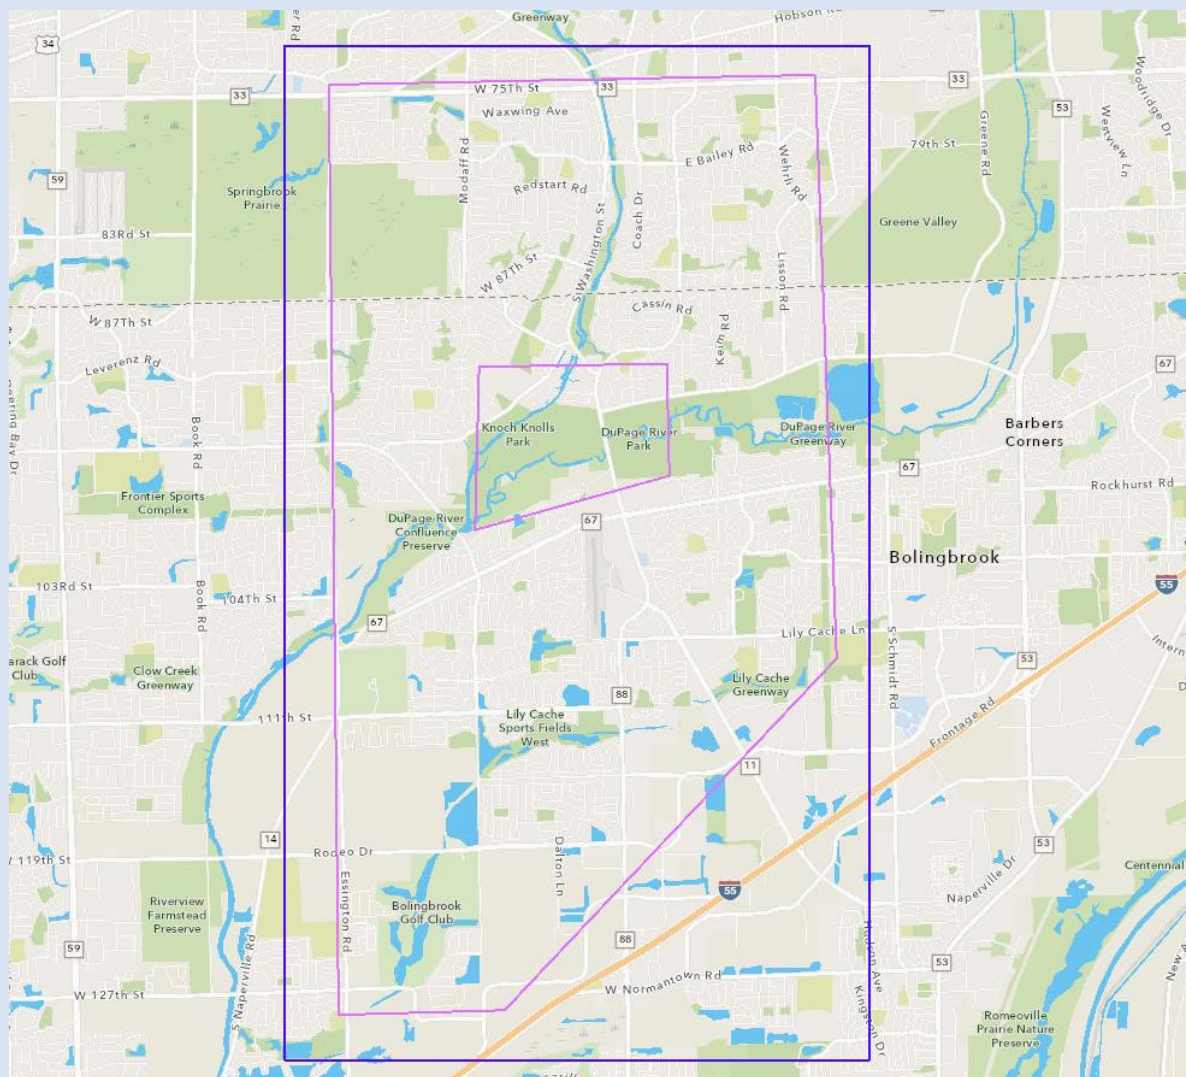 Greenway
Hobson Rd
34
33
W 75Th St
33
33
53
Woodridge Dr
Westview Ln
Waxwing Ave
Modaff Rd
E Bailey Rd
Wehrli Rd
79th St
Greene Rd
59
Springbrook
Prairie
Redstart Rd
Coach Dr
S Washington St
Greene Valley
83Rd St
W 87Th St
Lisson Rd
Cassin Rd
Keim Rd
W 87Th St
Leverenz Rd
67
Book Rd
Knoch Knolls
Park
DuPage River
Park
DuPage River
Greenway
Barbers
Corners
67
Rockhurst Rd
Frontier Sports
Complex
DuPage River
Confluence
Preserve
67
Bolingbrook
55
103Rd St
Book Rd
104Th St
67
Lily Cache Ln
S Schmidt Rd
53
Clow Creek
Greenway
Lily Cache
Greenway
88
111th St
Lily Cache
Sports Fields
West
Frontage Rd
11
14
53
W 119th St
Rodeo Dr
Dalton Ln
Essington Rd
Naperville Dr
Centennial
55
Riverview
Farmstead
Preserve
Bolingbrook
Golf Club
59
88
Hudson Ave
53
S Naperville Rd
W Normantown Rd
W 127th St
Kingston Dr
Romeoville
Prairie Nature
Preserve